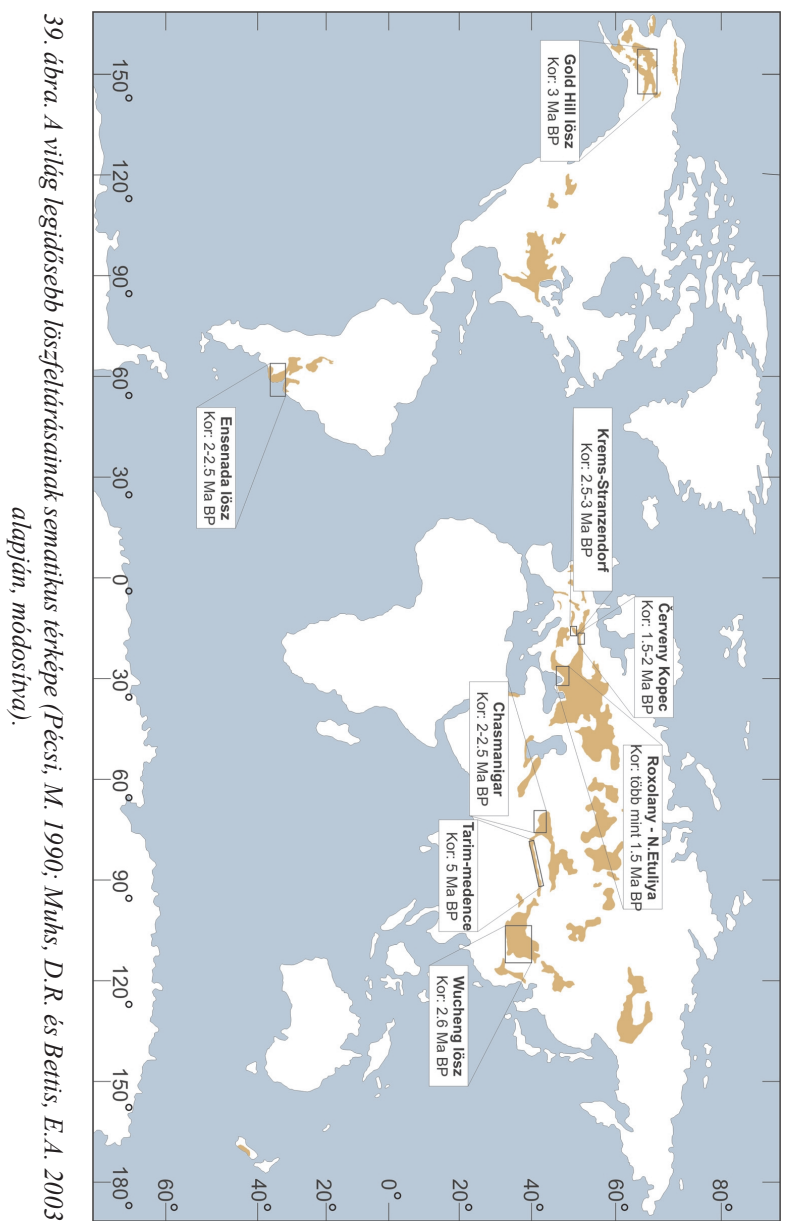 Gold Hill lösz
Kor: 3 Ma BP
Krems-Stranzendorf
Kor: 2.5-3 Ma BP
Červeny Kopec
Kor: 1.5-2 Ma BP
Roxolany - N.Etuliya
Kor: több mint 1.5 Ma BP
Chasmanigar
Kor: 2-2.5 Ma BP
Tarim-medence
Kor: 5 Ma BP
Wucheng lösz
Kor: 2.6 Ma BP
Ensenada lösz
Kor: 2-2.5 Ma BP
80°
60°
40°
20°
0°
20°
40°
60°
150°
120°
90°
60°
30°
0°
30°
60°
90°
120°
150°
180°
39. ábra. A világ legidősebb löszfeltárásainak sematikus térképe (Pécsi, M. 1990; Muhs, D.R. és Bettis, E.A. 2003
alapján, módosítva).